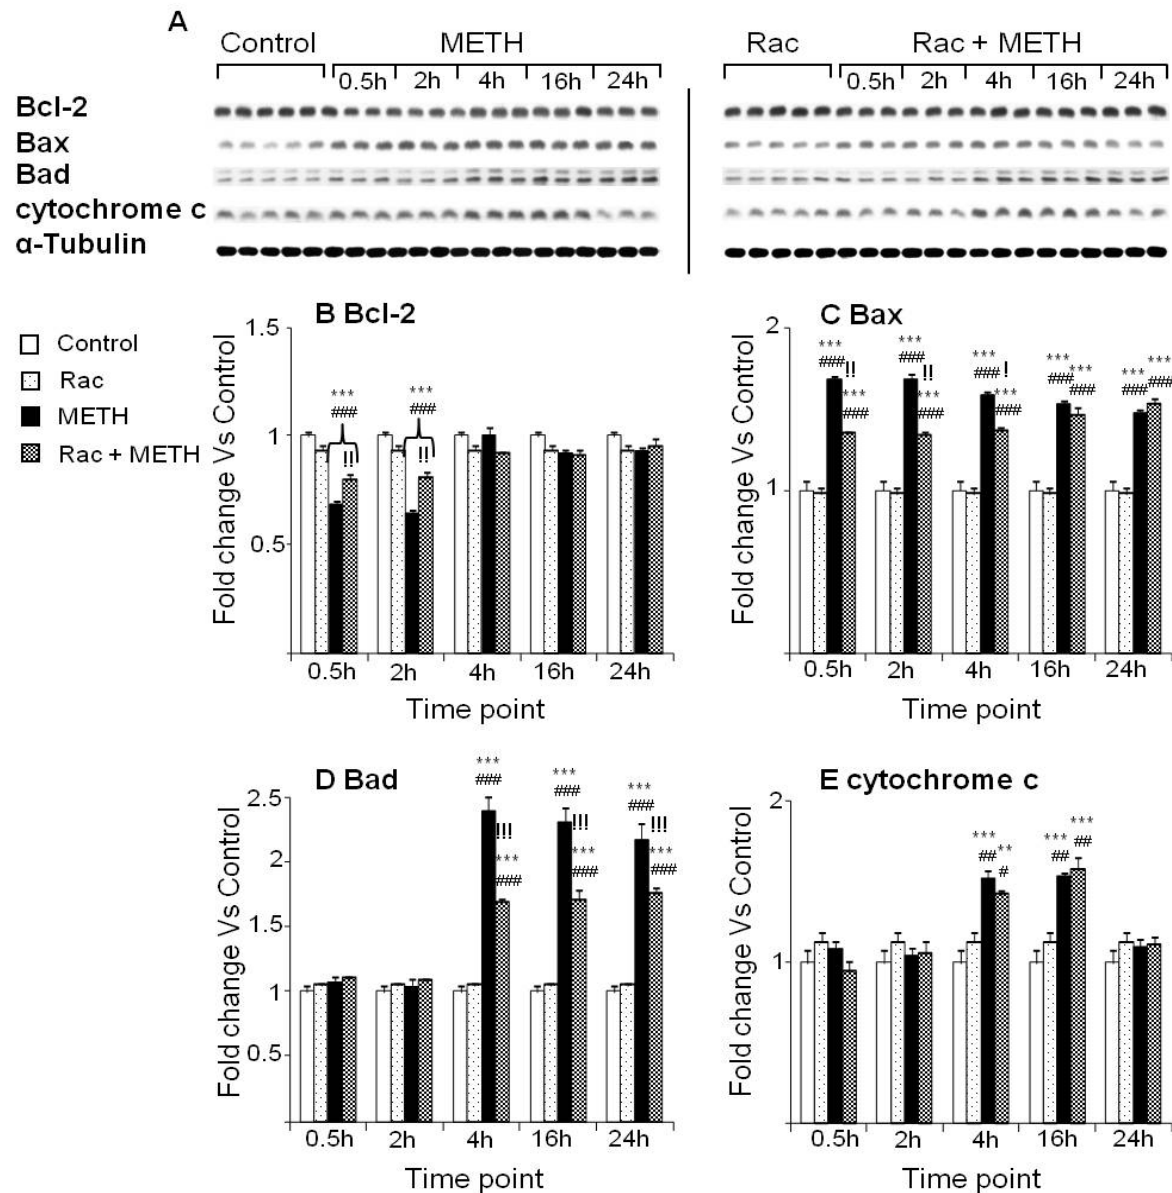 A
Control METH Rac Rac + METH
0.5h 2h 4h 16h 24h 0.5h 2h 4h 16h 24h
Bcl-2
Bax
Bad
cytochrome c
α-Tubulin
Control
Rac
METH
Rac + METH
B Bcl-2
Fold change Vs Control
1.5
1
0.5
***
###
!!
***
###
!!
0.5h 2h 4h 16h 24h
Time point
C Bax
Fold change Vs Control
2
1
***
###
!!
***
###
***
###
!!
***
###
***
###
!
***
###
***
###
***
###
***
###
***
###
0.5h 2h 4h 16h 24h
Time point
D Bad
Fold change Vs Control
2.5
2
1.5
1
0.5
***
###
!!!
***
###
***
###
!!!
***
###
***
###
!!!
***
###
0.5h 2h 4h 16h 24h
Time point
E cytochrome c
Fold change Vs Control
2
1
***
##
**
#
***
##
***
##
0.5h 2h 4h 16h 24h
Time point